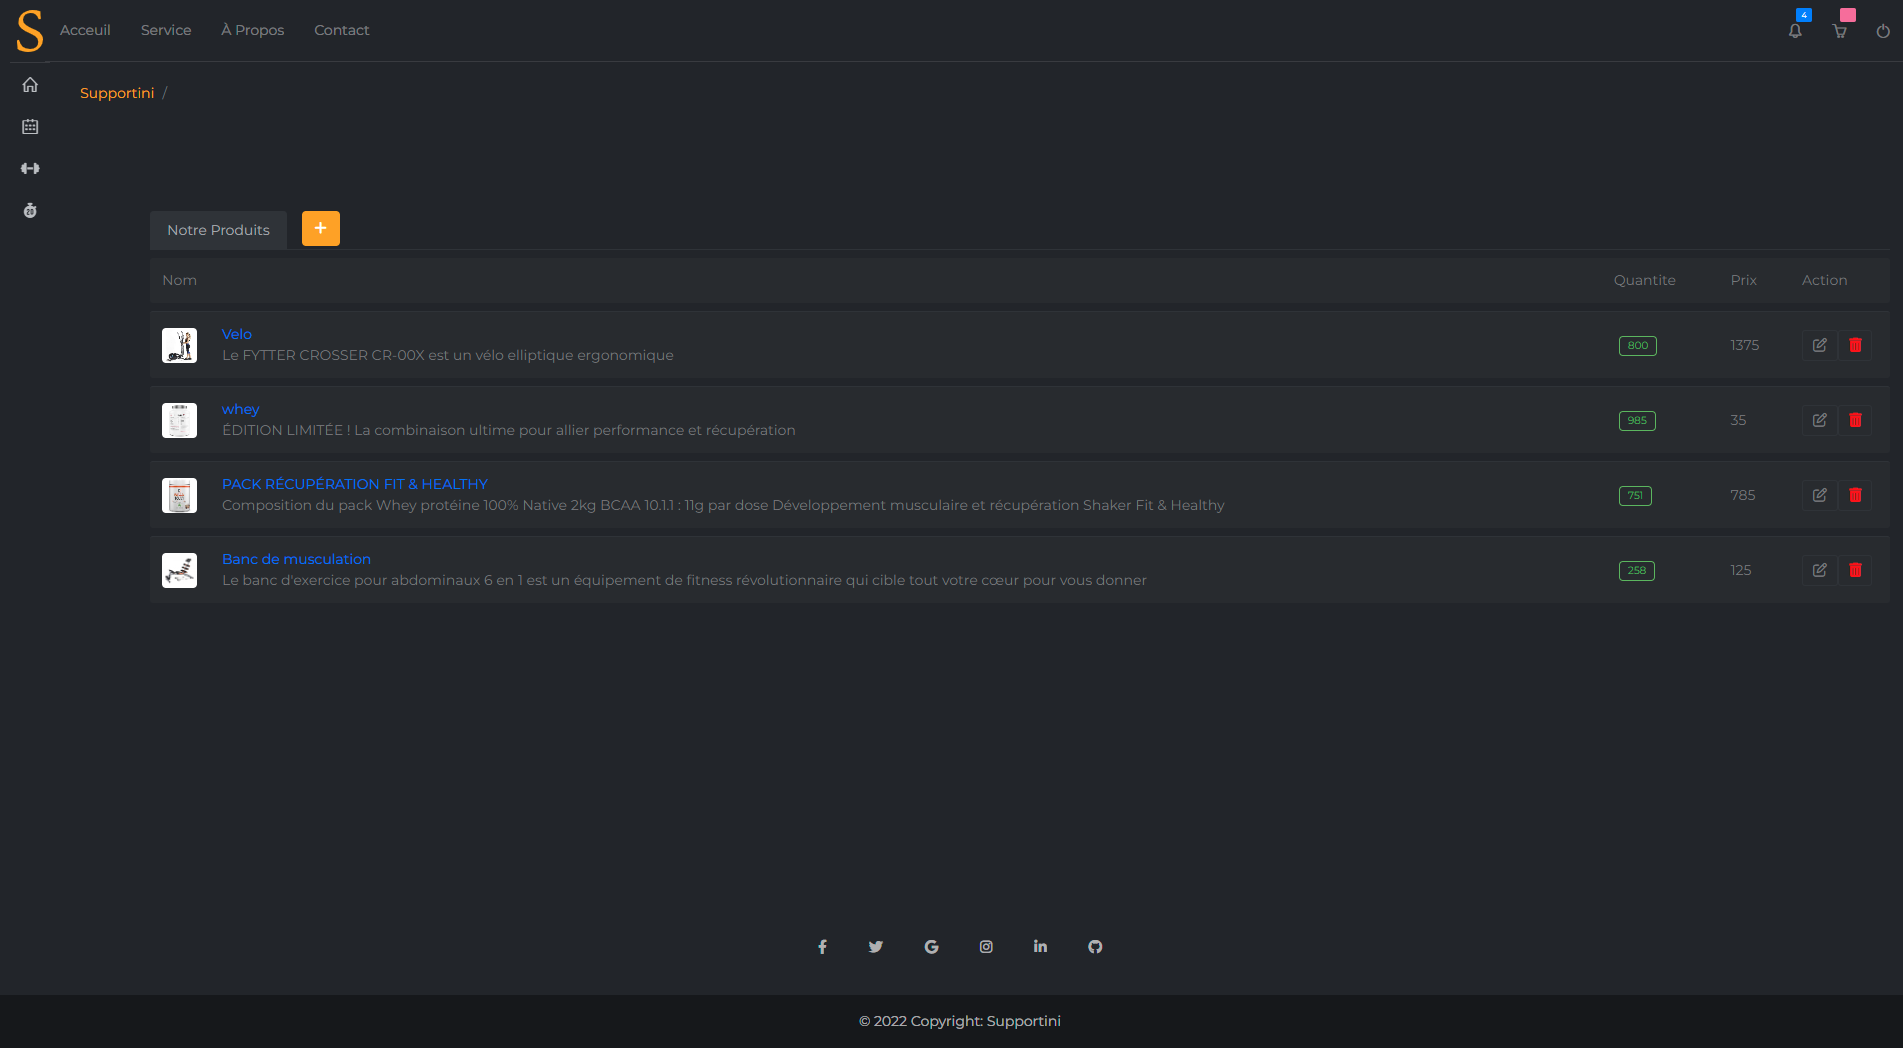 S Acceuil Service À Propos Contact 4
Supportini /
Notre Produits +
Nom Quantite Prix Action
Velo
Le FYTTER CROSSER CR-00X est un vélo elliptique ergonomique
800 1375
whey
ÉDITION LIMITÉE ! La combinaison ultime pour allier performance et récupération
985 35
PACK RÉCUPÉRATION FIT & HEALTHY
Composition du pack Whey protéine 100% Native 2kg BCAA 10.1.1 : 11g par dose Développement musculaire et récupération Shaker Fit & Healthy
751 785
Banc de musculation
Le banc d'exercice pour abdominaux 6 en 1 est un équipement de fitness révolutionnaire qui cible tout votre cœur pour vous donner
258 125
© 2022 Copyright: Supportini